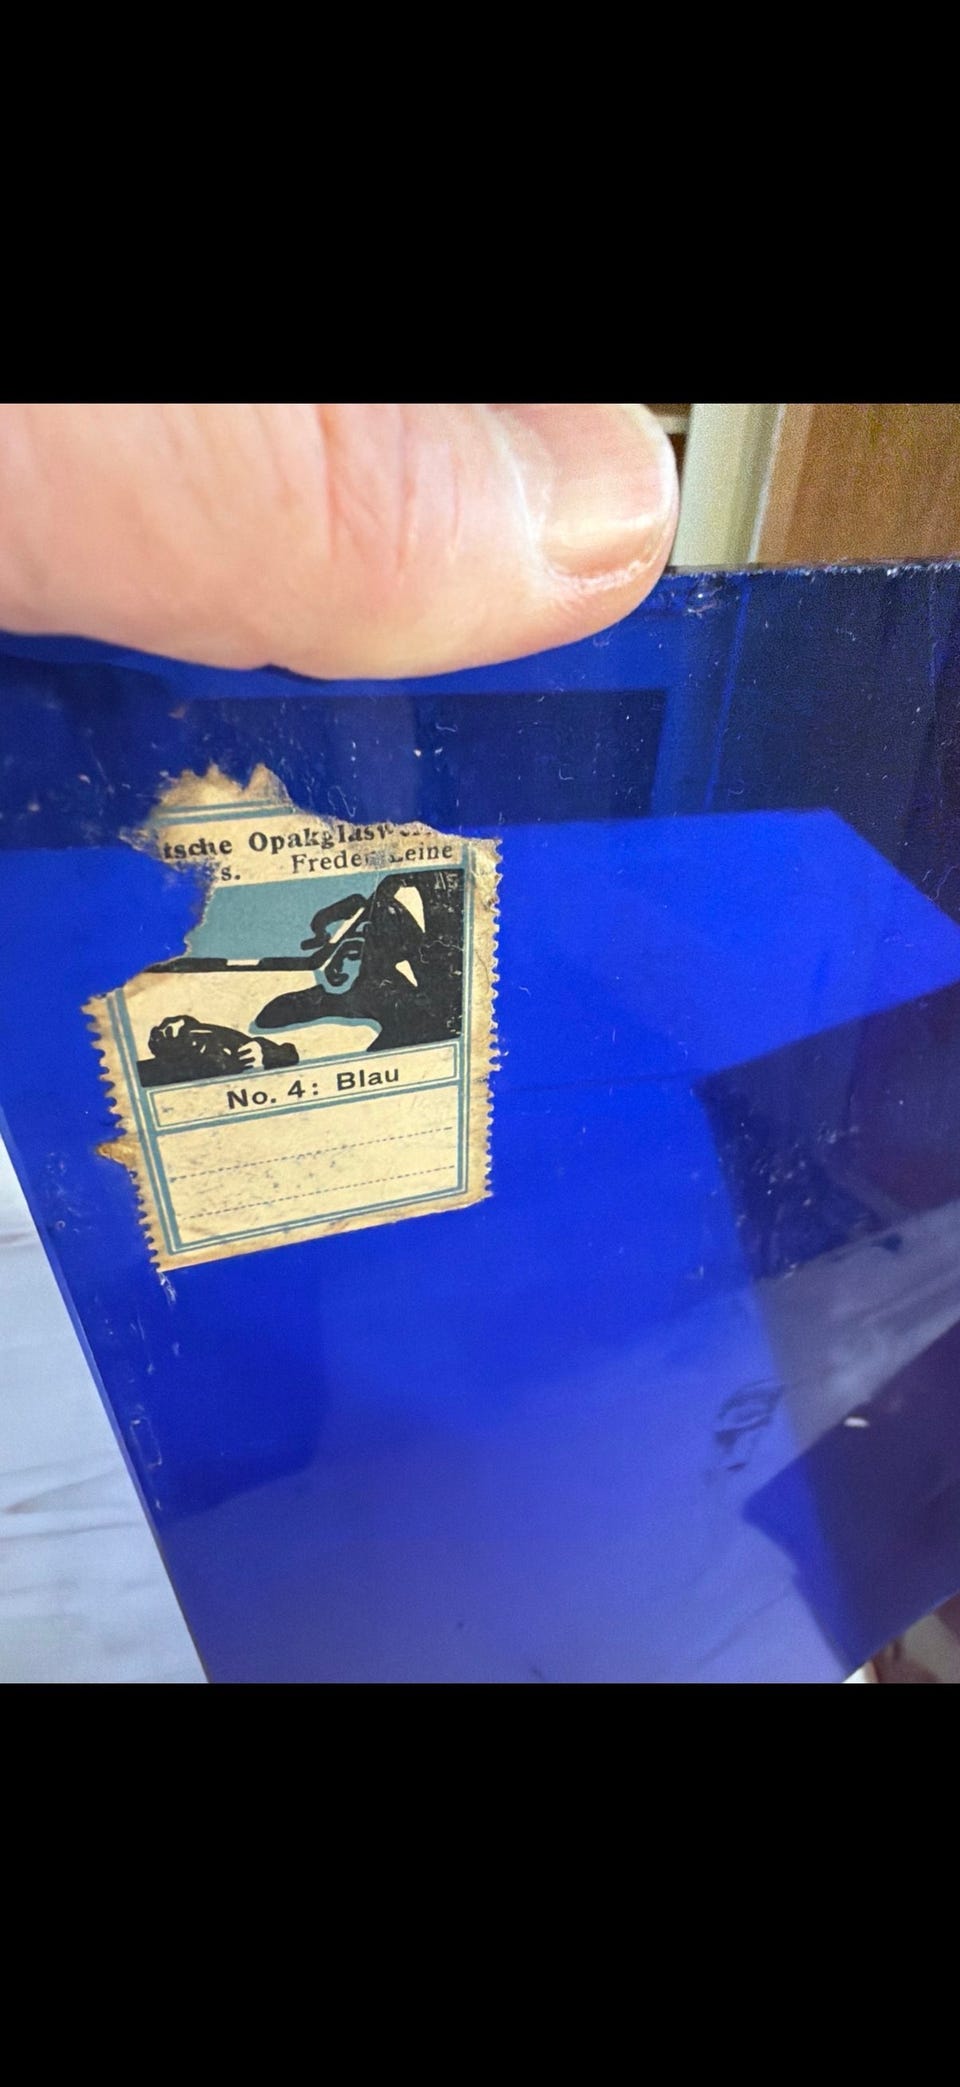 tsche Opakglasw
s. Freden Leine
No. 4: Blau